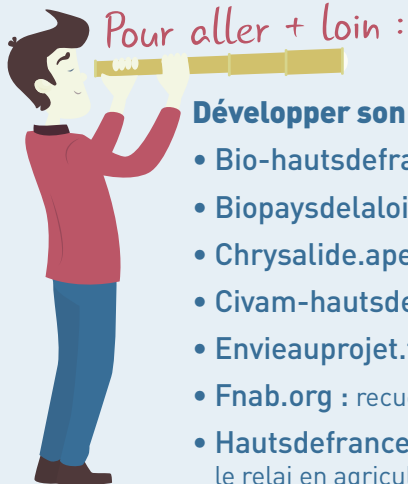 Pour aller + loin :
Développer son
• Bio-hautsdefra
• Biopaysdelaloi
• Chrysalide.ape
• Civam-hautsde
• Envieauprojet.
• Fnab.org : recu
• Hautsdefrance
le relai en agricul